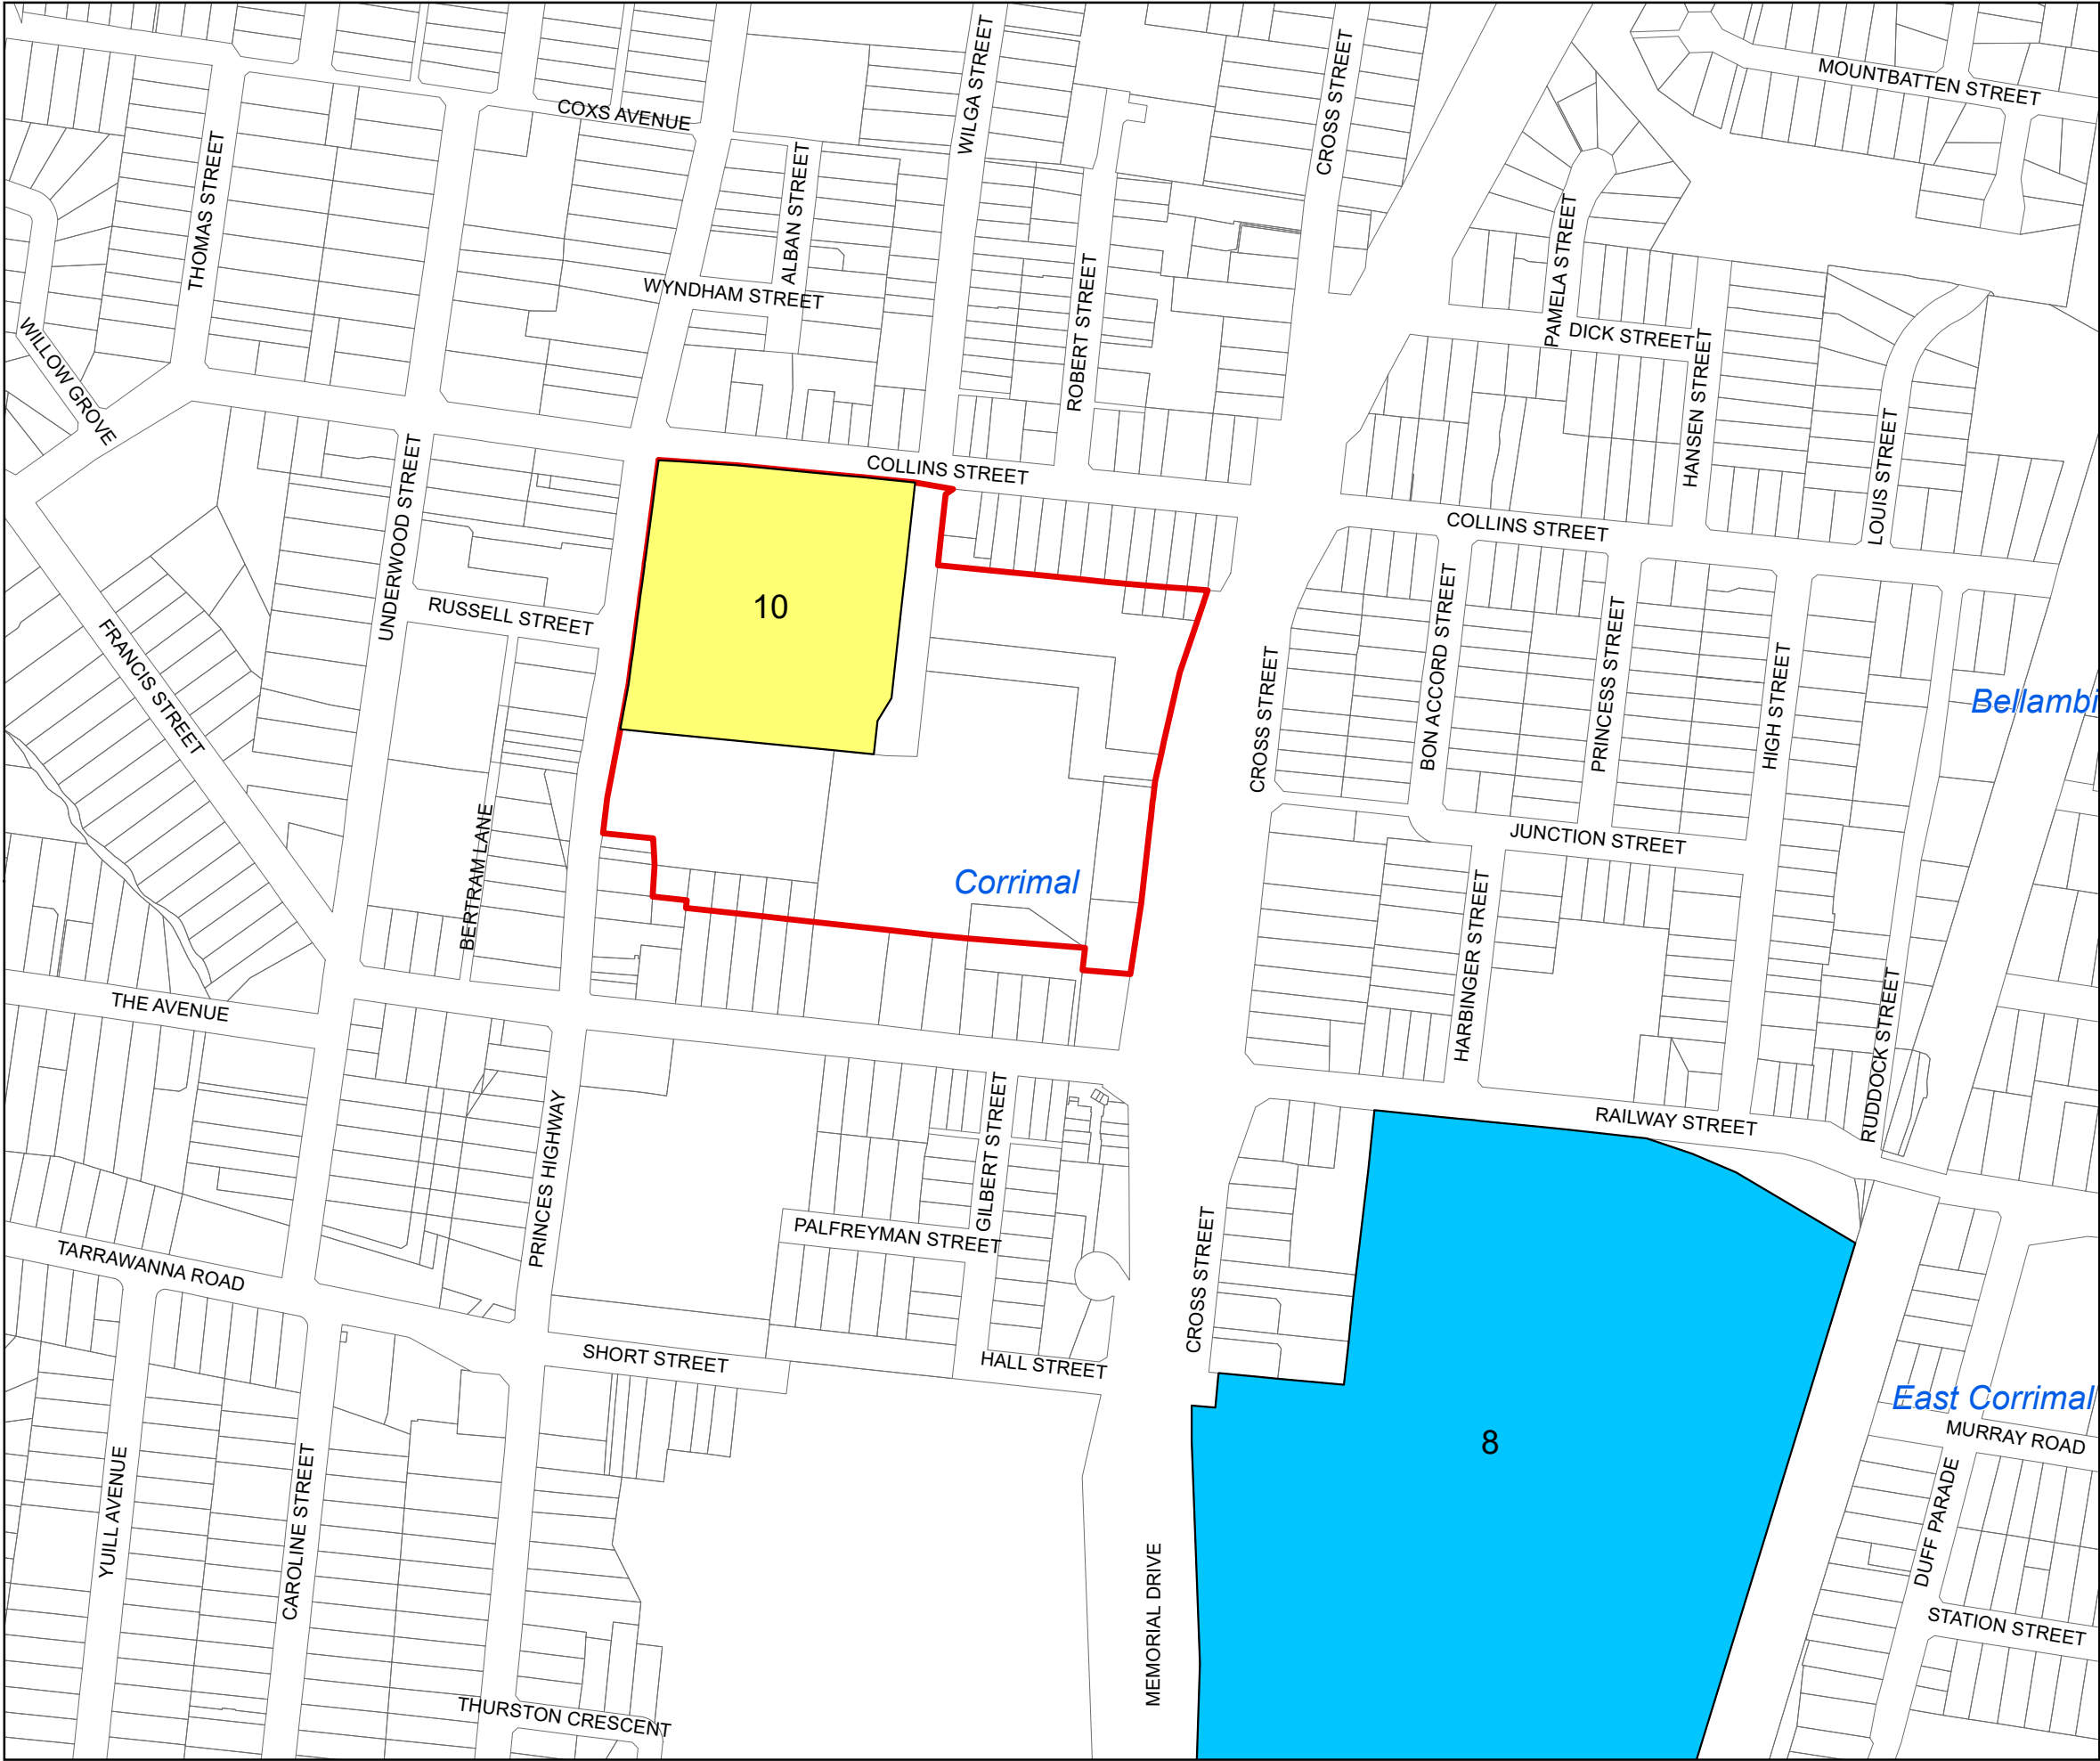 MOUNTBATTEN STREET
COXS AVENUE
WILGA STREET
CROSS STREET
THOMAS STREET
ALBAN STREET
PAMELA STREET
WYNDHAM STREET
ROBERT STREET
DICK STREET
WILLOW GROVE
HANSEN STREET
LOUIS STREET
COLLINS STREET
UNDERWOOD STREET
COLLINS STREET
10
RUSSELL STREET
FRANCIS STREET
CROSS STREET
BON ACCORD STREET
PRINCESS STREET
HIGH STREET
Bellambi
JUNCTION STREET
BERTRAM LANE
Corrimal
HARBINGER STREET
THE AVENUE
RUDDOCK STREET
RAILWAY STREET
PRINCES HIGHWAY
GILBERT STREET
PALFREYMAN STREET
TARRAWANNA ROAD
CROSS STREET
SHORT STREET
HALL STREET
East Corrimal
8
MURRAY ROAD
YUILL AVENUE
CAROLINE STREET
DUFF PARADE
MEMORIAL DRIVE
STATION STREET
THURSTON CRESCENT